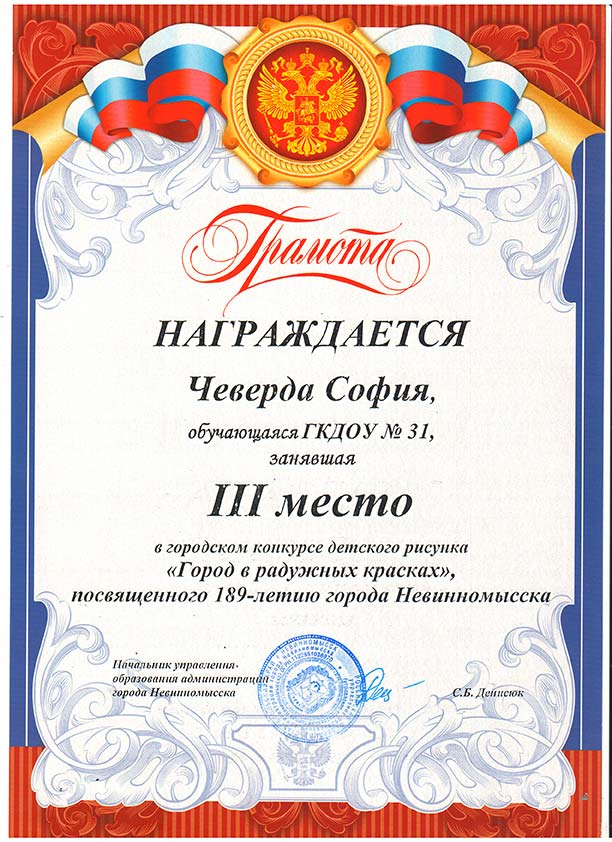 Грамота
НАГРАЖДАЕТСЯ
Чеверда София,
обучающаяся ГКДОУ № 31,
занявшая
III место
в городском конкурсе детского рисунка
«Город в радужных красках»,
посвященного 189-летию города Невинномысска
Начальник управления
образования администрации
города Невинномысска
С.Б. Денисюк